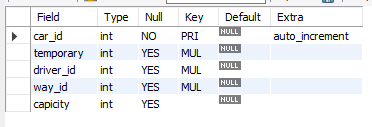 Field Type Null Key Default Extra
car_id int NO PRI NULL auto_increment
temporary int YES MUL NULL
driver_id int YES MUL NULL
way_id int YES MUL NULL
capicity int YES NULL